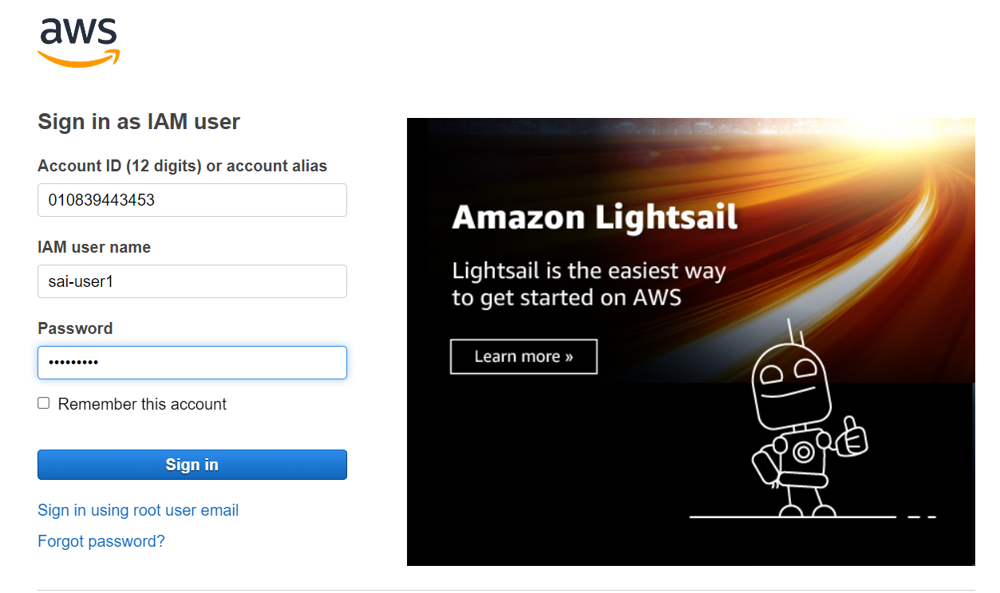 aws
Sign in as IAM user
Account ID (12 digits) or account alias
010839443453
IAM user name
sai-user1
Password
•••••••••
Remember this account
Sign in
Sign in using root user email
Forgot password?
Amazon Lightsail
Lightsail is the easiest way
to get started on AWS
Learn more »